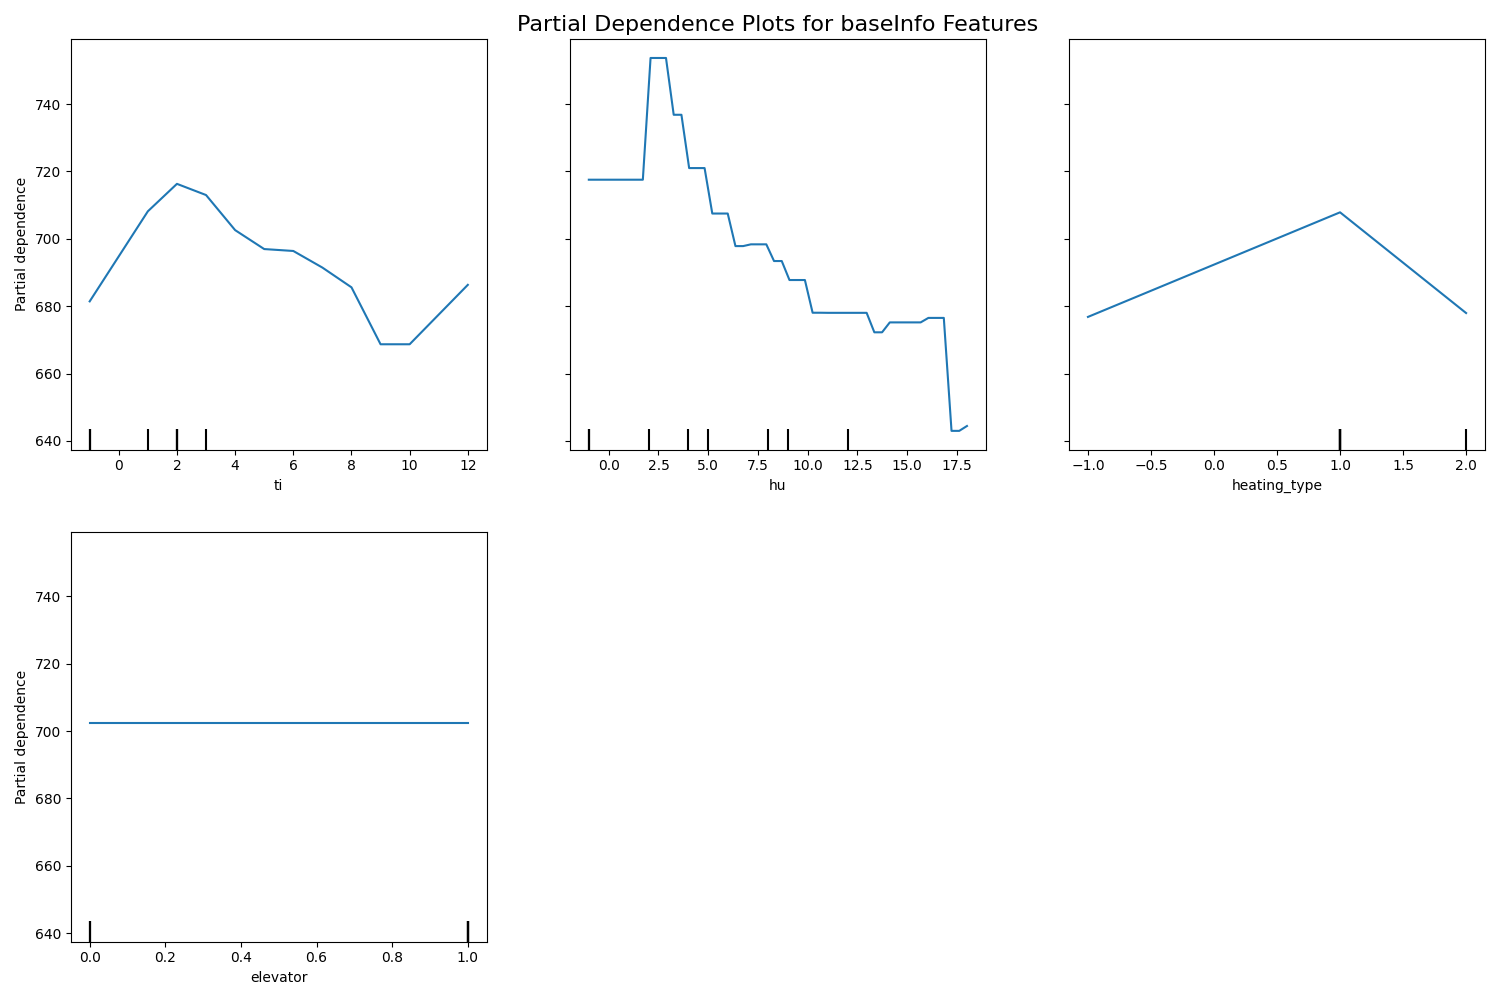 Partial Dependence Plots for baseInfo Features
Partial dependence
740
720
700
680
660
640
0 2 4 6 8 10 12
ti
0.0 2.5 5.0 7.5 10.0 12.5 15.0 17.5
hu
−1.0 −0.5 0.0 0.5 1.0 1.5 2.0
heating_type
Partial dependence
740
720
700
680
660
640
0.0 0.2 0.4 0.6 0.8 1.0
elevator